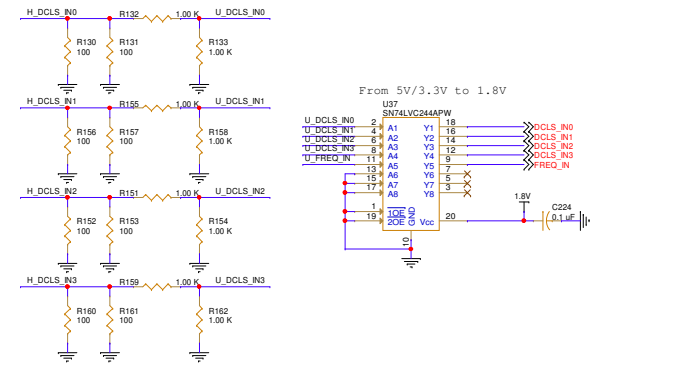 H_DCLS_IN0 R132 1.00 K U_DCLS_IN0
R130 100
R131 100
R133 1.00 K
H_DCLS_IN1 R155 1.00 K U_DCLS_IN1
R156 100
R157 100
R158 1.00 K
H_DCLS_IN2 R151 1.00 K U_DCLS_IN2
R152 100
R153 100
R154 1.00 K
H_DCLS_IN3 R159 1.00 K U_DCLS_IN3
R160 100
R161 100
R162 1.00 K
From 5V/3.3V to 1.8V
U37
SN74LVC244APW
U_DCLS_IN0 2 A1 Y1 18 DCLS_IN0
U_DCLS_IN1 4 A2 Y2 16 DCLS_IN1
U_DCLS_IN2 6 A3 Y3 14 DCLS_IN2
U_DCLS_IN3 8 A4 Y4 12 DCLS_IN3
U_FREQ_IN 11 A5 Y5 9 FREQ_IN
13 A6 Y6 7
15 A7 Y7 5
17 A8 Y8 3
1 1OE GND
19 2OE Vcc 20
10
1.8V
C224
0.1 uF